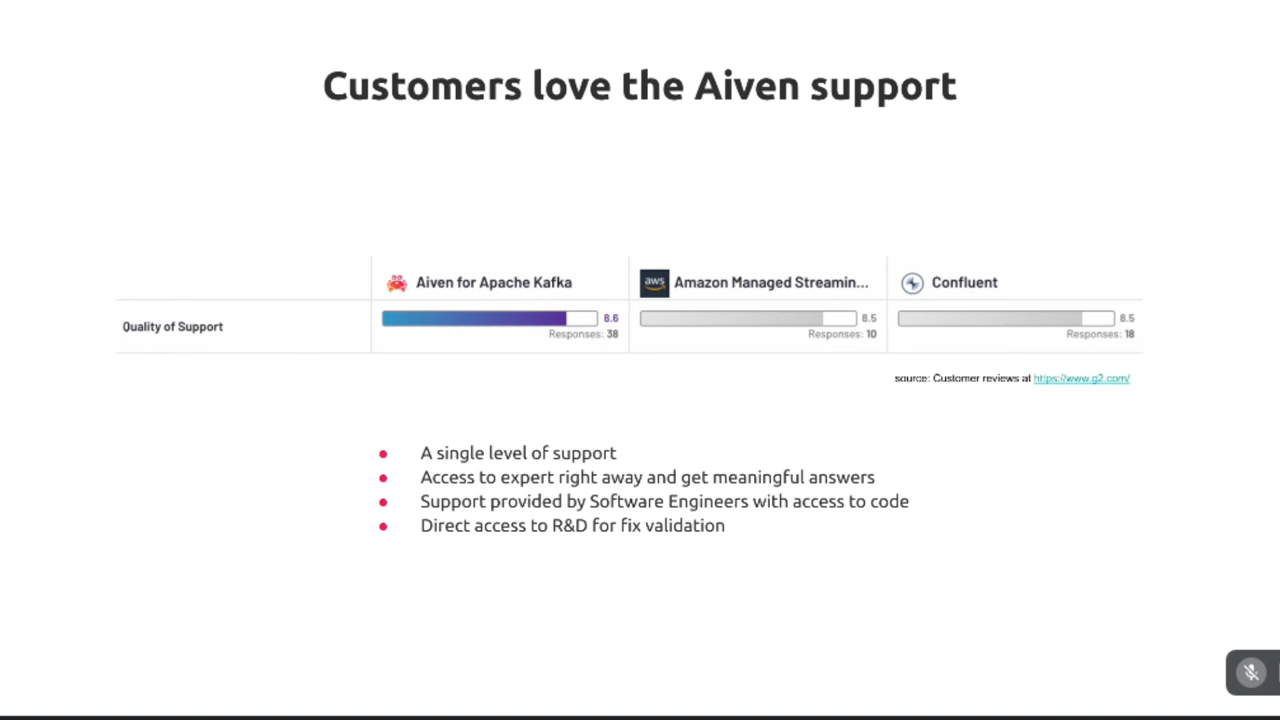 Customers love the Aiven support
Aiven for Apache Kafka
aws
Amazon Managed Streamin...
Confluent
Quality of Support
8.6
Responses: 38
8.5
Responses: 10
8.5
Responses: 18
source: Customer reviews at https://www.g2.com/
A single level of support
Access to expert right away and get meaningful answers
Support provided by Software Engineers with access to code
Direct access to R&D for fix validation